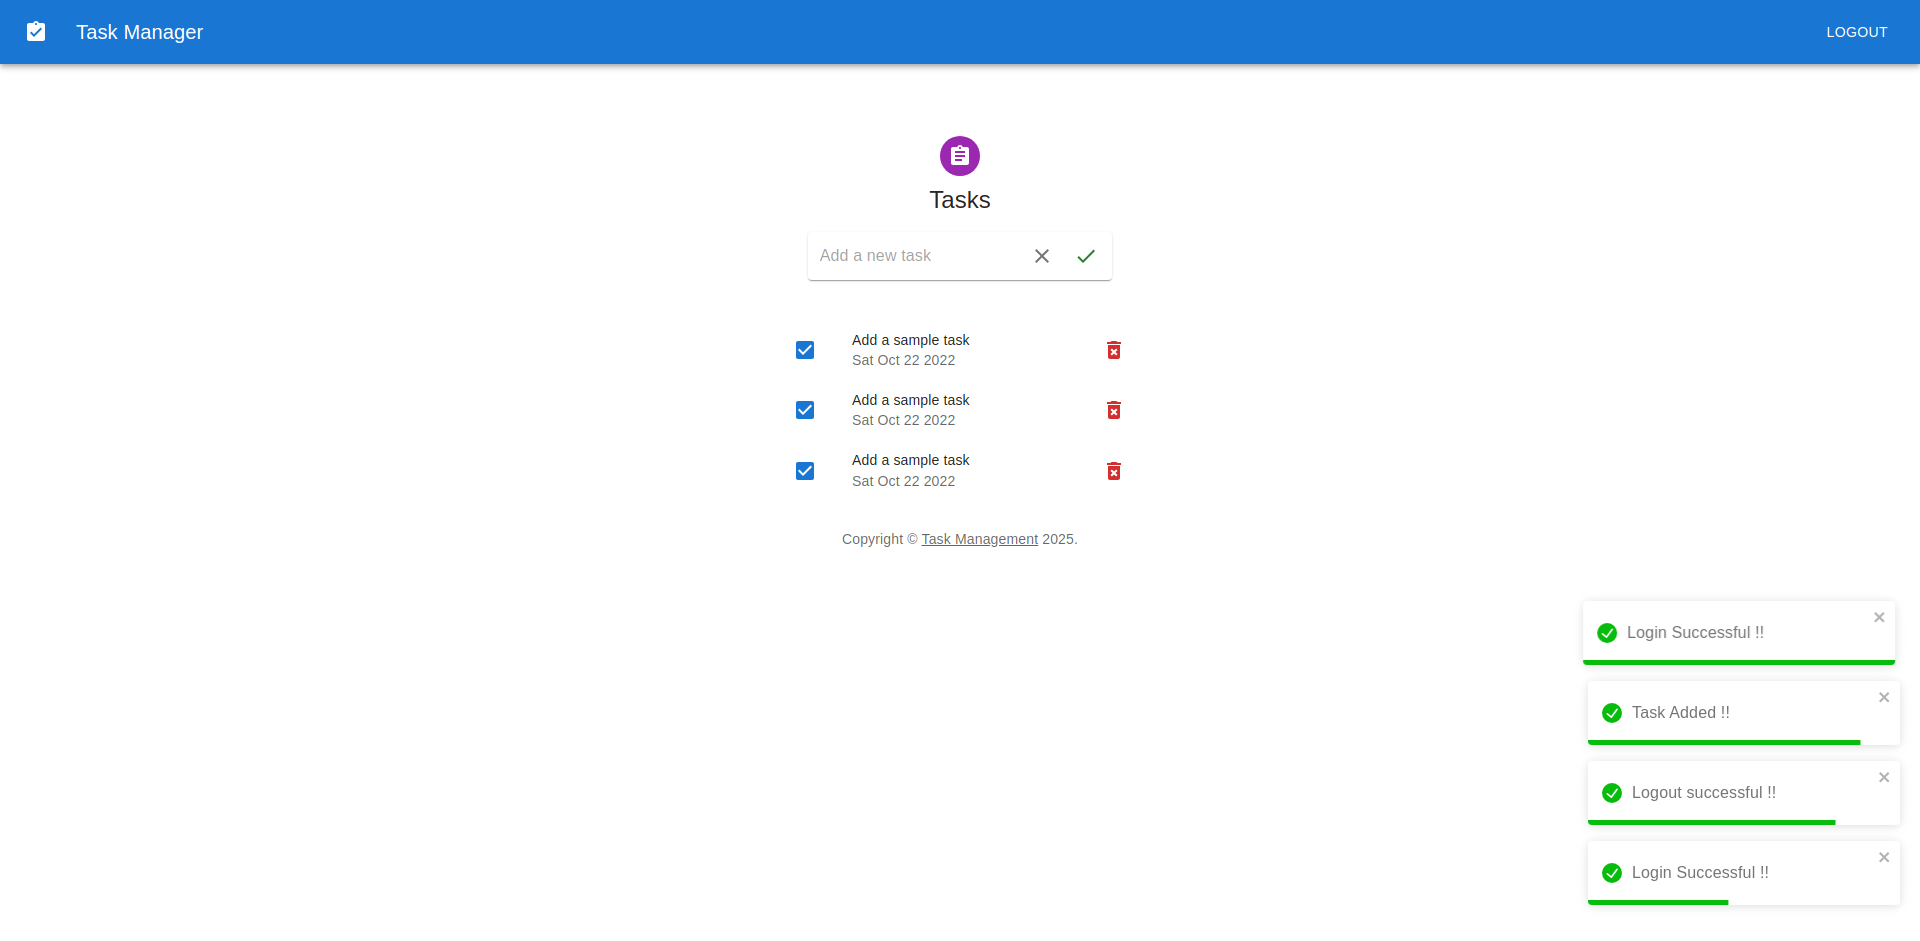 Task Manager
LOGOUT
Tasks
Add a new task
Add a sample task
Sat Oct 22 2022
Add a sample task
Sat Oct 22 2022
Add a sample task
Sat Oct 22 2022
Copyright © Task Management 2025.
Login Successful !!
Task Added !!
Logout successful !!
Login Successful !!